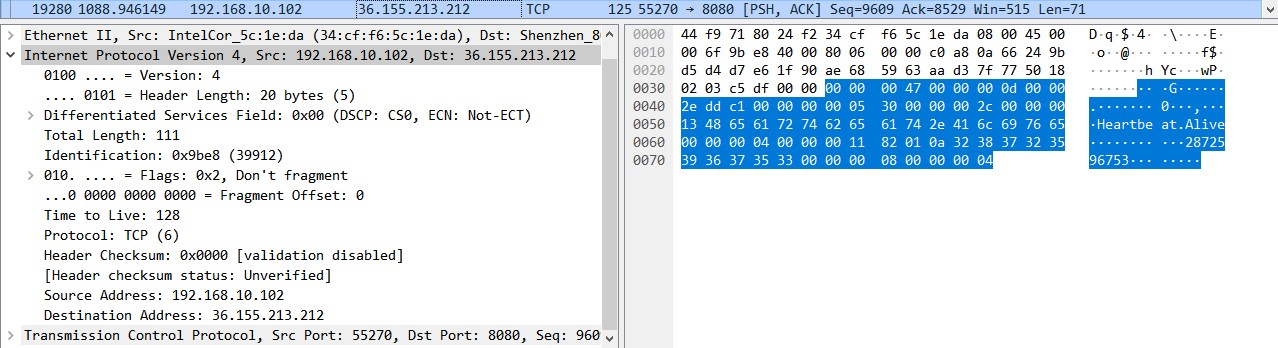 19280 1088.946149 192.168.10.102 36.155.213.212 TCP 125 55270 → 8080 [PSH, ACK] Seq=9609 Ack=8529 Win=515 Len=71
Ethernet II, Src: IntelCor_5c:1e:da (34:cf:f6:5c:1e:da), Dst: Shenzhen_8
Internet Protocol Version 4, Src: 192.168.10.102, Dst: 36.155.213.212
0100 .... = Version: 4
.... 0101 = Header Length: 20 bytes (5)
Differentiated Services Field: 0x00 (DSCP: CS0, ECN: Not-ECT)
Total Length: 111
Identification: 0x9be8 (39912)
010. .... = Flags: 0x2, Don't fragment
...0 0000 0000 0000 = Fragment Offset: 0
Time to Live: 128
Protocol: TCP (6)
Header Checksum: 0x0000 [validation disabled]
[Header checksum status: Unverified]
Source Address: 192.168.10.102
Destination Address: 36.155.213.212
Transmission Control Protocol, Src Port: 55270, Dst Port: 8080, Seq: 960
0000 44 f9 71 80 24 f2 34 cf f6 5c 1e da 08 00 45 00 D·q·$·4· ·\····E·
0010 00 6f 9b e8 40 00 80 06 00 00 c0 a8 0a 66 24 9b ·o··@··· ·····f$·
0020 d5 d4 d7 e6 1f 90 ae 68 59 63 aa d3 7f 77 50 18 ·······h Yc···wP·
0030 02 03 c5 df 00 00 00 00 00 47 00 00 00 0d 00 00 ········ ·G······
0040 2e dd c1 00 00 00 00 05 30 00 00 00 2c 00 00 00 .······· 0···,···
0050 13 48 65 61 72 74 62 65 61 74 2e 41 6c 69 76 65 ·Heartbe at.Alive
0060 00 00 00 04 00 00 00 11 82 01 0a 32 38 37 32 35 ········ ···28725
0070 39 36 37 35 33 00 00 00 08 00 00 00 04 96753··· ·····